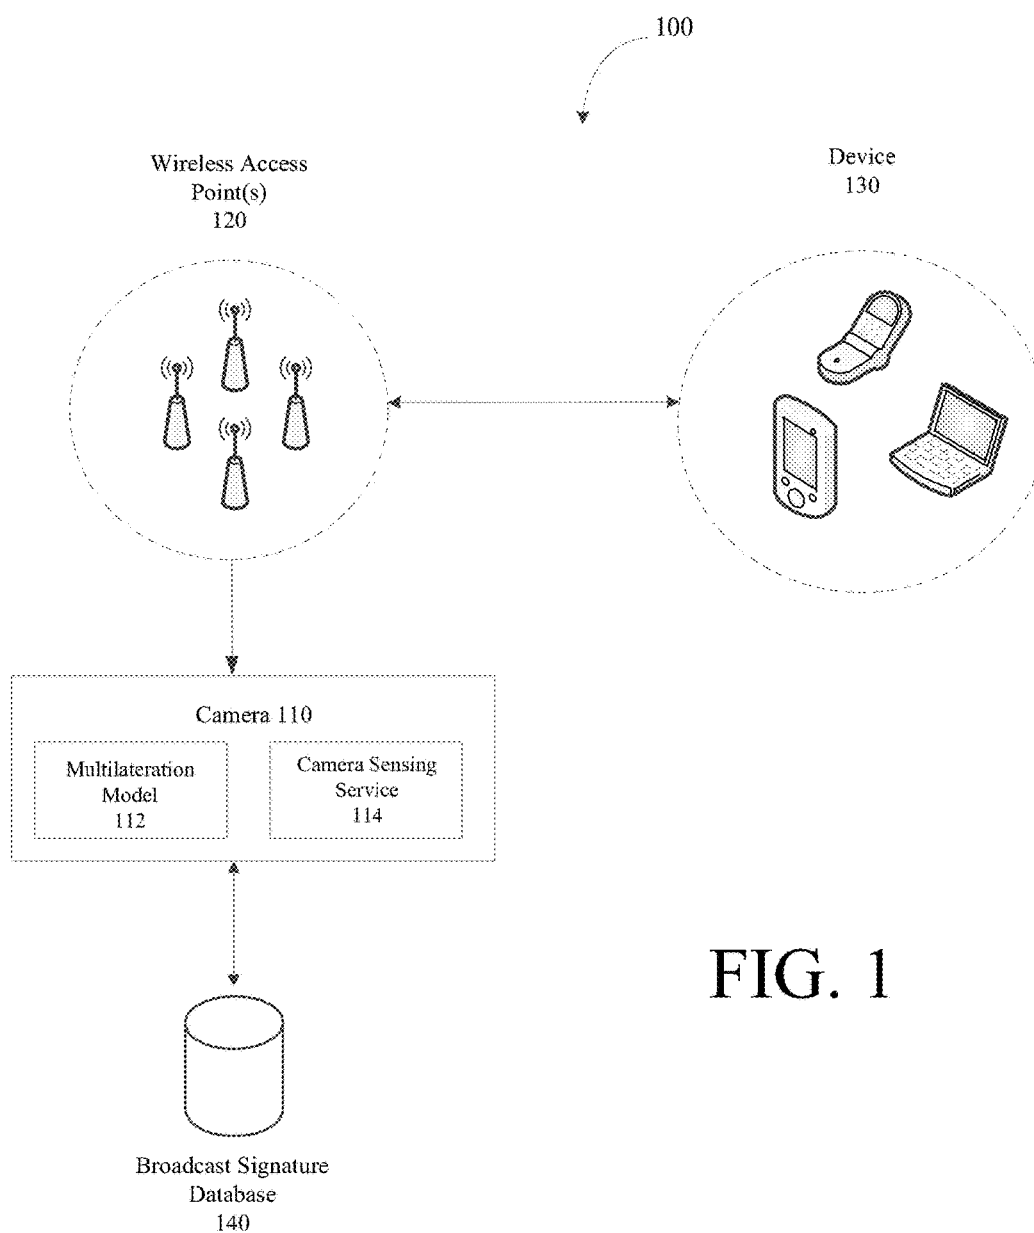 100
Wireless Access
Point(s)
120
Device
130
Camera 110
Multilateration
Model
112
Camera Sensing
Service
114
FIG. 1
Broadcast Signature
Database
140